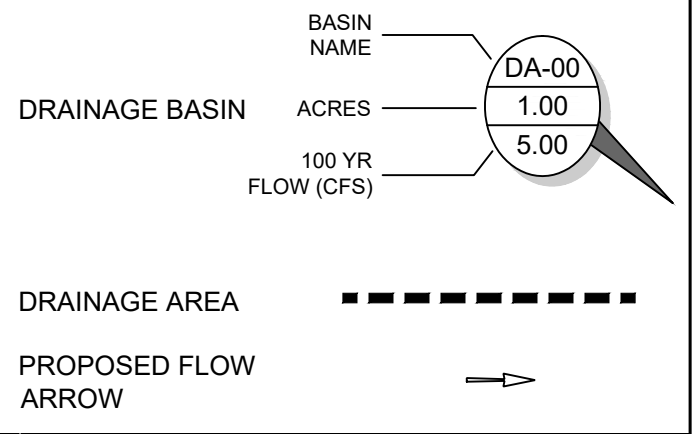 BASIN
NAME
DRAINAGE BASIN
ACRES
100 YR
FLOW (CFS)
DA-00
1.00
5.00
DRAINAGE AREA
PROPOSED FLOW
ARROW